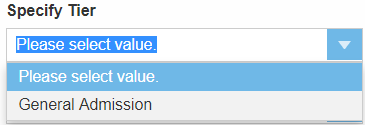 Specify Tier
Please select value.
Please select value.
General Admission